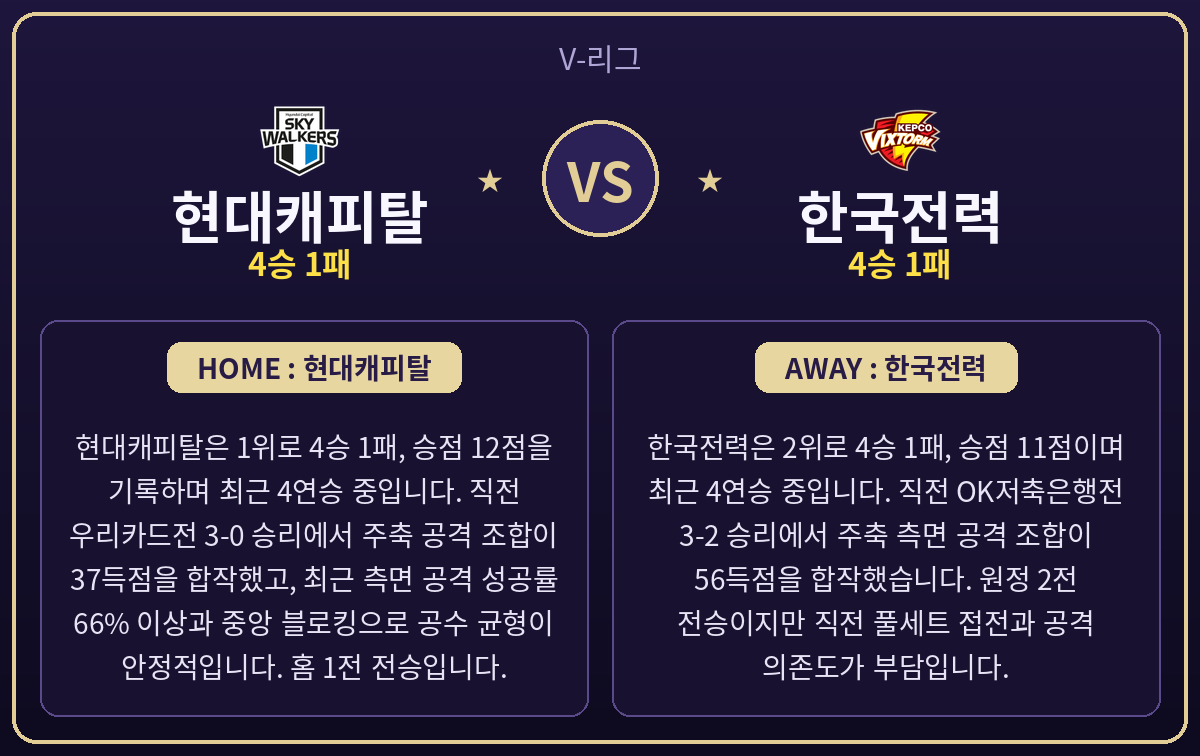 V-리그
Hyundai Capital
SKY
WALKERS
KEPCO
VIXTORM
VS
★
★
현대캐피탈
한국전력
4승 1패
4승 1패
HOME : 현대캐피탈
현대캐피탈은 1위로 4승 1패, 승점 12점을
기록하며 최근 4연승 중입니다. 직전
우리카드전 3-0 승리에서 주축 공격 조합이
37득점을 합작했고, 최근 측면 공격 성공률
66% 이상과 중앙 블로킹으로 공수 균형이
안정적입니다. 홈 1전 전승입니다.
AWAY : 한국전력
한국전력은 2위로 4승 1패, 승점 11점이며
최근 4연승 중입니다. 직전 OK저축은행전
3-2 승리에서 주축 측면 공격 조합이
56득점을 합작했습니다. 원정 2전
전승이지만 직전 풀세트 접전과 공격
의존도가 부담입니다.